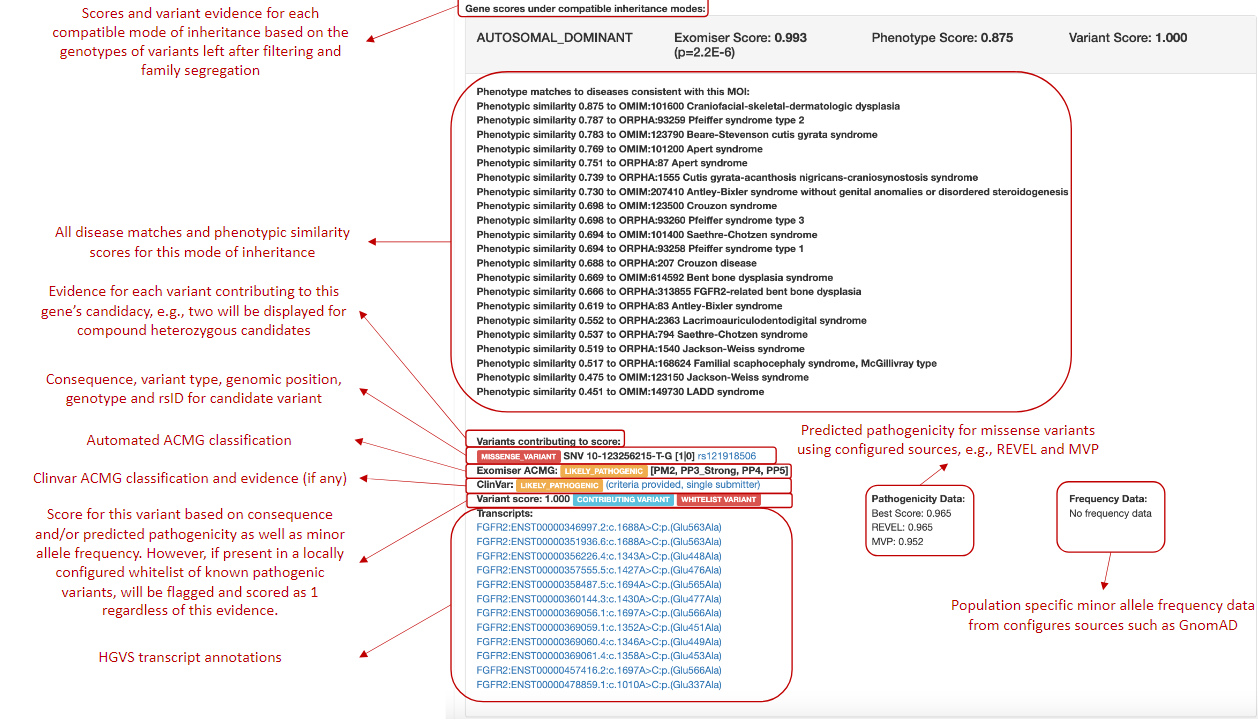 Scores and variant evidence for each
compatible mode of inheritance based on the
genotypes of variants left after filtering and
family segregation
Gene scores under compatible inheritance modes:
AUTOSOMAL_DOMINANT
Exomiser Score: 0.993
(p=2.2E-6)
Phenotype Score: 0.875
Variant Score: 1.000
Phenotype matches to diseases consistent with this MOI:
Phenotypic similarity 0.875 to OMIM:101600 Craniofacial-skeletal-dermatologic dysplasia
Phenotypic similarity 0.787 to ORPHA:93259 Pfeiffer syndrome type 2
Phenotypic similarity 0.783 to OMIM:123790 Beare-Stevenson cutis gyrata syndrome
Phenotypic similarity 0.769 to OMIM:101200 Apert syndrome
Phenotypic similarity 0.751 to ORPHA:87 Apert syndrome
Phenotypic similarity 0.739 to ORPHA:1555 Cutis gyrata-acanthosis nigricans-craniosynostosis syndrome
Phenotypic similarity 0.730 to OMIM:207410 Antley-Bixler syndrome without genital anomalies or disordered steroidogenesis
Phenotypic similarity 0.698 to OMIM:123500 Crouzon syndrome
Phenotypic similarity 0.698 to ORPHA:93260 Pfeiffer syndrome type 3
Phenotypic similarity 0.694 to OMIM:101400 Saethre-Chotzen syndrome
Phenotypic similarity 0.694 to ORPHA:93258 Pfeiffer syndrome type 1
Phenotypic similarity 0.688 to ORPHA:207 Crouzon disease
Phenotypic similarity 0.669 to OMIM:614592 Bent bone dysplasia syndrome
Phenotypic similarity 0.666 to ORPHA:313855 FGFR2-related bent bone dysplasia
Phenotypic similarity 0.619 to ORPHA:83 Antley-Bixler syndrome
Phenotypic similarity 0.552 to ORPHA:2363 Lacrimoauriculodentodigital syndrome
Phenotypic similarity 0.537 to ORPHA:794 Saethre-Chotzen syndrome
Phenotypic similarity 0.519 to ORPHA:1540 Jackson-Weiss syndrome
Phenotypic similarity 0.517 to ORPHA:168624 Familial scaphocephaly syndrome, McGillivray type
Phenotypic similarity 0.475 to OMIM:123150 Jackson-Weiss syndrome
Phenotypic similarity 0.451 to OMIM:149730 LADD syndrome
All disease matches and phenotypic similarity
scores for this mode of inheritance
Evidence for each variant contributing to this
gene's candidacy, e.g., two will be displayed for
compound heterozygous candidates
Consequence, variant type, genomic position,
genotype and rsID for candidate variant
Automated ACMG classification
Clinvar ACMG classification and evidence (if any)
Score for this variant based on consequence
and/or predicted pathogenicity as well as minor
allele frequency. However, if present in a locally
configured whitelist of known pathogenic
variants, will be flagged and scored as 1
regardless of this evidence.
HGVS transcript annotations
Variants contributing to score:
MISSENSE_VARIANT SNV 10-123256215-T-G [1|0] rs121918506
Exomiser ACMG: LIKELY_PATHOGENIC [PM2, PP3_Strong, PP4, PP5]
ClinVar: LIKELY_PATHOGENIC (criteria provided, single submitter)
Variant score: 1.000 CONTRIBUTING VARIANT WHITELIST VARIANT
Transcripts:
FGFR2:ENST00000346997.2:c.1688A>C:p.(Glu563Ala)
FGFR2:ENST00000351936.6:c.1688A>C:p.(Glu563Ala)
FGFR2:ENST00000356226.4:c.1343A>C:p.(Glu448Ala)
FGFR2:ENST00000357555.5:c.1427A>C:p.(Glu476Ala)
FGFR2:ENST00000358487.5:c.1694A>C:p.(Glu565Ala)
FGFR2:ENST00000360144.3:c.1430A>C:p.(Glu477Ala)
FGFR2:ENST00000369056.1:c.1697A>C:p.(Glu566Ala)
FGFR2:ENST00000369059.1:c.1352A>C:p.(Glu451Ala)
FGFR2:ENST00000369060.4:c.1346A>C:p.(Glu449Ala)
FGFR2:ENST00000369061.4:c.1358A>C:p.(Glu453Ala)
FGFR2:ENST00000457416.2:c.1697A>C:p.(Glu566Ala)
FGFR2:ENST00000478859.1:c.1010A>C:p.(Glu337Ala)
Predicted pathogenicity for missense variants
using configured sources, e.g., REVEL and MVP
Pathogenicity Data:
Best Score: 0.965
REVEL: 0.965
MVP: 0.952
Frequency Data:
No frequency data
Population specific minor allele frequency data
from configures sources such as GnomAD